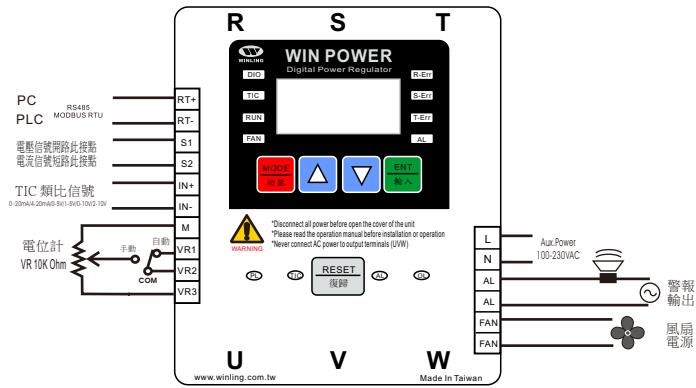 R S T
WINLING
WIN POWER
Digital Power Regulator
DIO R-Err
TIC S-Err
RUN T-Err
FAN AL
MODE
功能
ENT
輸入
PC
RS485
MODBUS RTU
PLC
電壓信號開路此接點
電流信號短路此接點
TIC 類比信號
0-20mA/4-20mA/0-5V/1-5V/0-10V/2-10V
電位計
VR 10K Ohm
手動
自動
COM
RT+
RT-
S1
S2
IN+
IN-
M
VR1
VR2
VR3
WARNING
*Disconnect all power before open the cover of the unit
*Please read the operation manual before installation or operation
*Never connect AC power to output terminals (UVW)
PL TIC
RESET
復歸
AL OL
L
N
AL
AL
FAN
FAN
Aux.Power
100-230VAC
警報
輸出
風扇
電源
U V W
www.winling.com.tw
Made In Taiwan